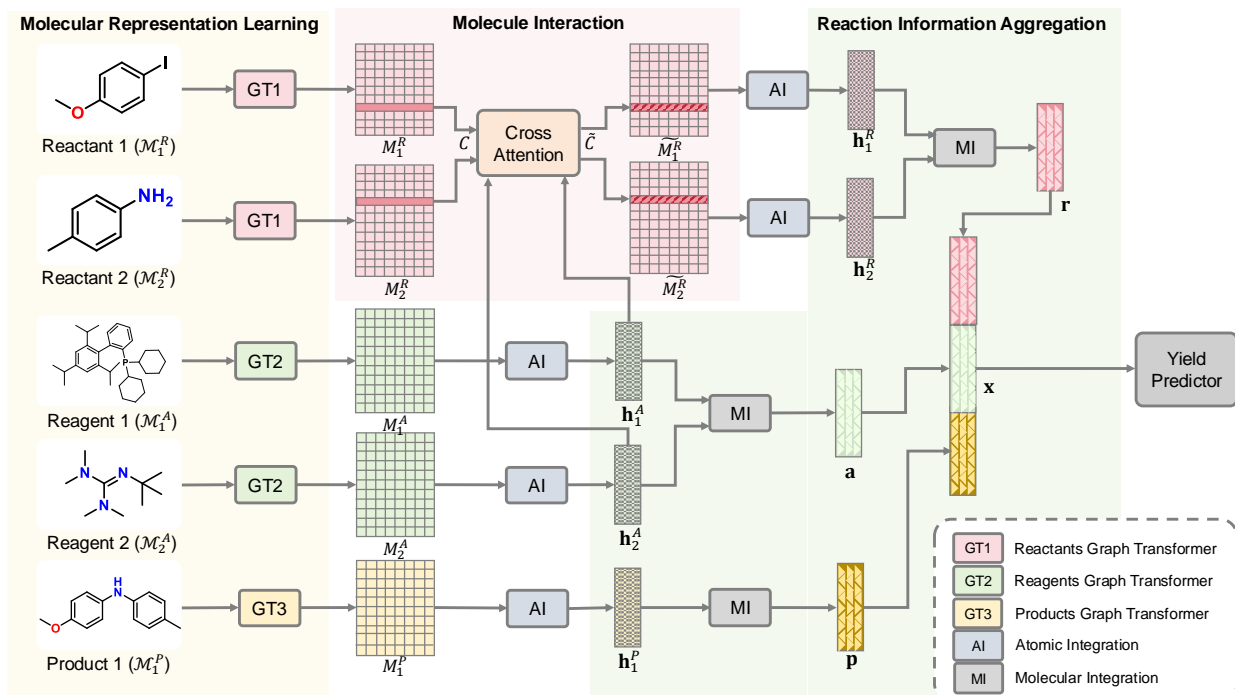 Molecular Representation Learning
Molecule Interaction
Reaction Information Aggregation
I
O
Reactant 1 (ℳ₁ᴿ)
GT1
M₁ᴿ
C
Cross
Attention
C̃
M̃₁ᴿ
AI
h₁ᴿ
MI
r
NH₂
Reactant 2 (ℳ₂ᴿ)
GT1
M₂ᴿ
M̃₂ᴿ
AI
h₂ᴿ
P
Reagent 1 (ℳ₁ᴬ)
GT2
M₁ᴬ
AI
h₁ᴬ
MI
a
x
Yield
Predictor
N
N
N
Reagent 2 (ℳ₂ᴬ)
GT2
M₂ᴬ
AI
h₂ᴬ
H
N
O
Product 1 (ℳ₁ᴾ)
GT3
M₁ᴾ
AI
h₁ᴾ
MI
p
GT1 Reactants Graph Transformer
GT2 Reagents Graph Transformer
GT3 Products Graph Transformer
AI Atomic Integration
MI Molecular Integration